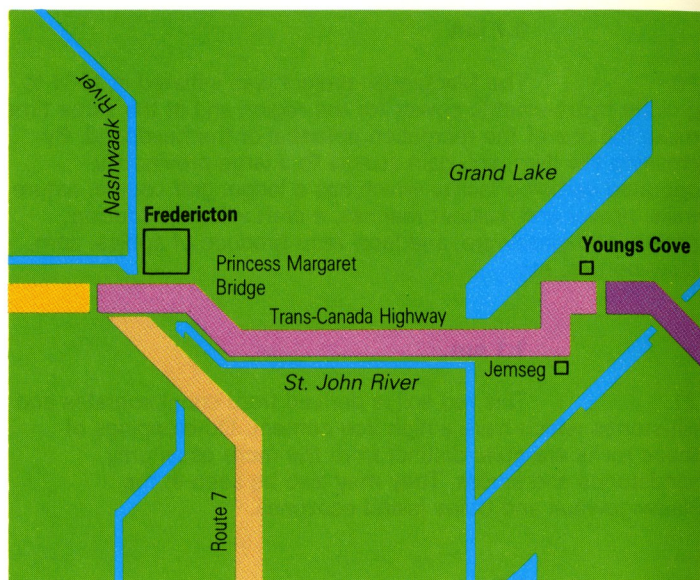 Nashwaak River
Grand Lake
Fredericton
Youngs Cove
Princess Margaret
Bridge
Trans-Canada Highway
Jemseg
St. John River
Route 7